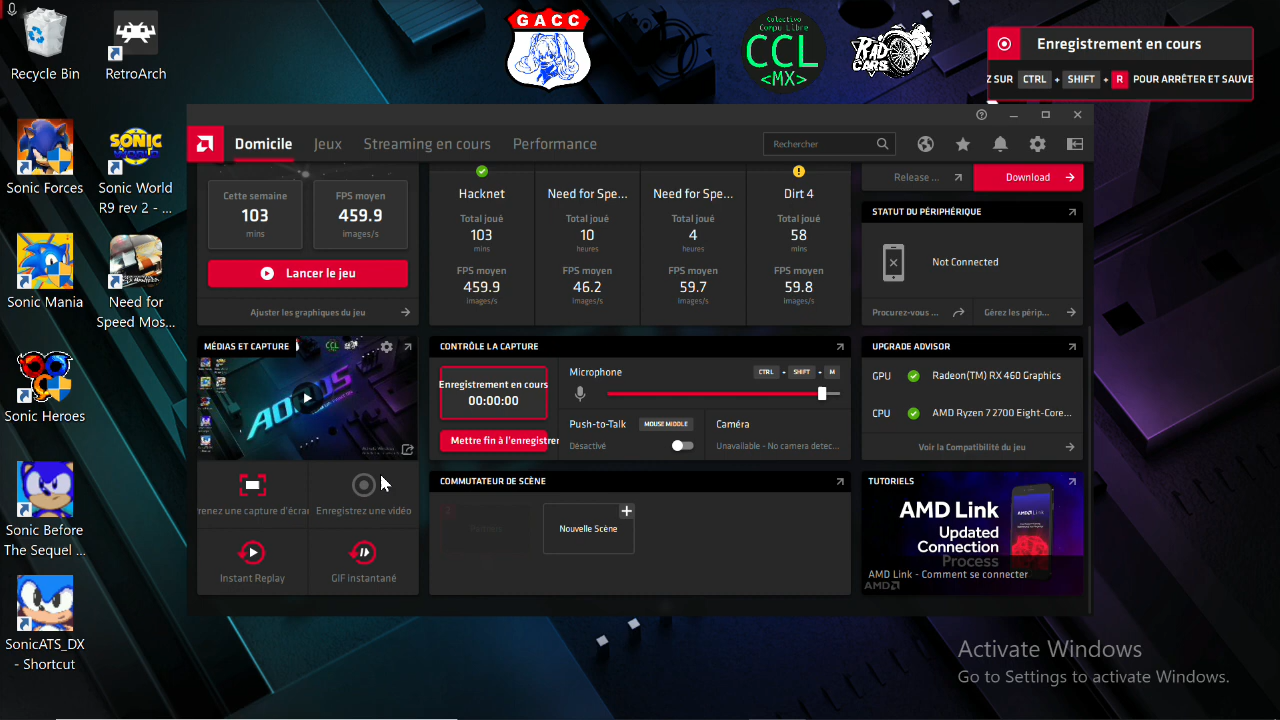 Recycle Bin
RetroArch
Sonic Forces
Sonic World
R9 rev 2 - ...
Sonic Mania
Need for
Speed Mos...
Sonic Heroes
Sonic Before
The Sequel ...
SonicATS_DX
- Shortcut
GACC
Colectivo
Compu Libre
CCL
<MX>
RAD
CARS
Enregistrement en cours
Z SUR CTRL + SHIFT + R POUR ARRÊTER ET SAUVE
Domicile
Jeux
Streaming en cours
Performance
Rechercher
Cette semaine
103
mins
FPS moyen
459.9
images/s
Lancer le jeu
Ajuster les graphiques du jeu
Hacknet
Total joué
103
mins
FPS moyen
459.9
images/s
Need for Spe...
Total joué
10
heures
FPS moyen
46.2
images/s
Need for Spe...
Total joué
4
heures
FPS moyen
59.7
images/s
Dirt 4
Total joué
58
mins
FPS moyen
59.8
images/s
Release ...
Download
STATUT DU PÉRIPHÉRIQUE
Not Connected
Procurez-vous ...
Gérez les périp...
MÉDIAS ET CAPTURE
CCL
renez une capture d'écran
Enregistrez une vidéo
Instant Replay
GIF instantané
CONTRÔLE LA CAPTURE
Enregistrement en cours
00:00:00
Mettre fin à l'enregistrer
Microphone
CTRL + SHIFT + M
Push-to-Talk
MOUSE MIDDLE
Désactivé
Caméra
Unavailable - No camera detec...
COMMUTATEUR DE SCÈNE
Nouvelle Scène
UPGRADE ADVISOR
GPU
Radeon(TM) RX 460 Graphics
CPU
AMD Ryzen 7 2700 Eight-Core...
Voir la Compatibilité du jeu
TUTORIELS
AMD Link
Updated
Connection
Process
AMD Link - Comment se connecter
AMD
Activate Windows
Go to Settings to activate Windows.